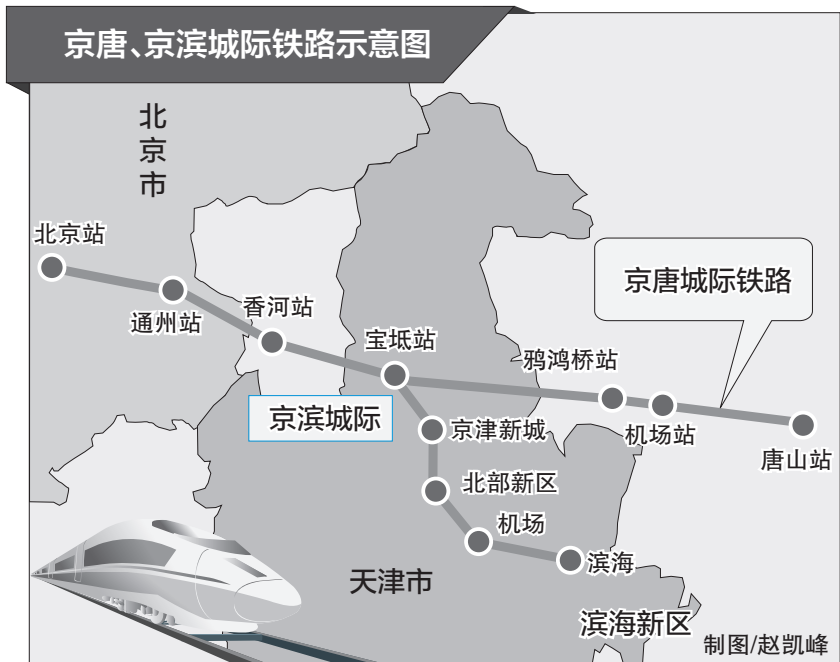 京唐、京滨城际铁路示意图
北京市
北京站
通州站
香河站
宝坻站
鸦鸿桥站
京唐城际铁路
机场站
唐山站
京滨城际
京津新城
北部新区
机场
滨海
天津市
滨海新区
制图/赵凯峰